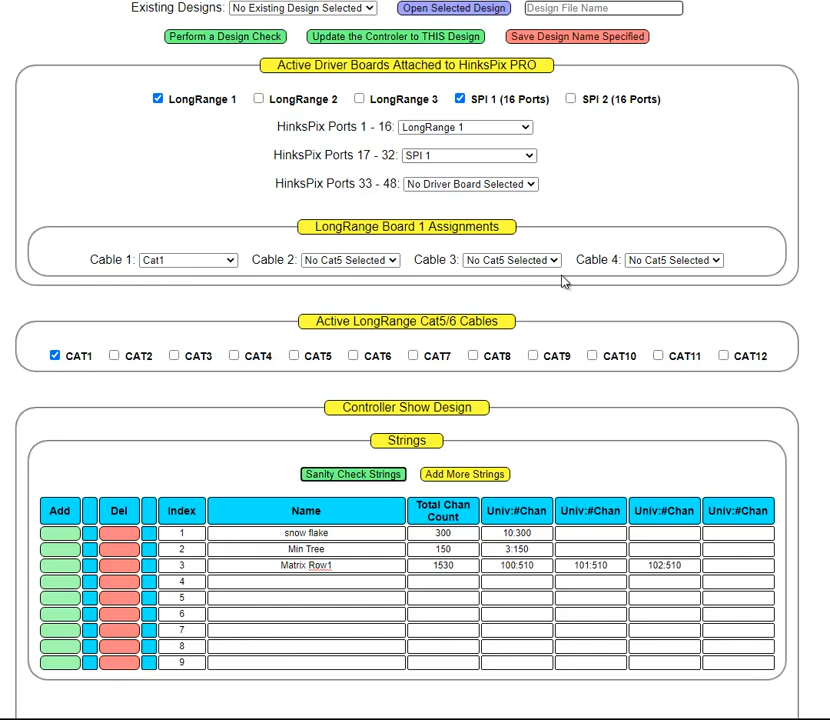 Existing Designs: No Existing Design Selected Open Selected Design Design File Name
Perform a Design Check Update the Controler to THIS Design Save Design Name Specified
Active Driver Boards Attached to HinksPix PRO
LongRange 1 LongRange 2 LongRange 3 SPI 1 (16 Ports) SPI 2 (16 Ports)
HinksPix Ports 1 - 16: LongRange 1
HinksPix Ports 17 - 32: SPI 1
HinksPix Ports 33 - 48: No Driver Board Selected
LongRange Board 1 Assignments
Cable 1: Cat1 Cable 2: No Cat5 Selected Cable 3: No Cat5 Selected Cable 4: No Cat5 Selected
Active LongRange Cat5/6 Cables
CAT1 CAT2 CAT3 CAT4 CAT5 CAT6 CAT7 CAT8 CAT9 CAT10 CAT11 CAT12
Controller Show Design
Strings
Sanity Check Strings Add More Strings
Add Del Index Name Total Chan Count Univ:#Chan Univ:#Chan Univ:#Chan Univ:#Chan
1 snow flake 300 10:300
2 Min Tree 150 3:150
3 Matrix Row1 1530 100:510 101:510 102:510
4
5
6
7
8
9